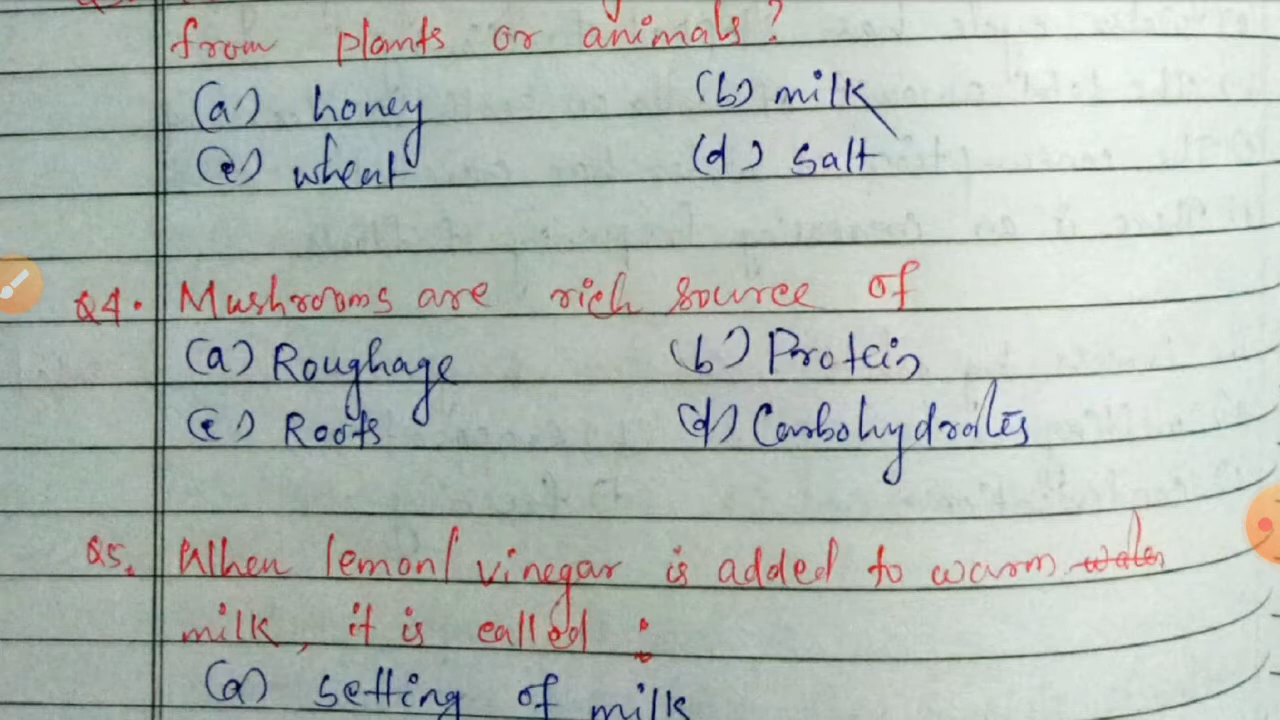 from plants or animals?
(a) honey (b) milk
(c) wheat (d) salt
Q4. Mushrooms are rich source of
(a) Roughage (b) Protein
(c) Roots (d) Carbohydrates
Q5. When lemon/vinegar is added to warm
milk, it is called :
(a) setting of milk